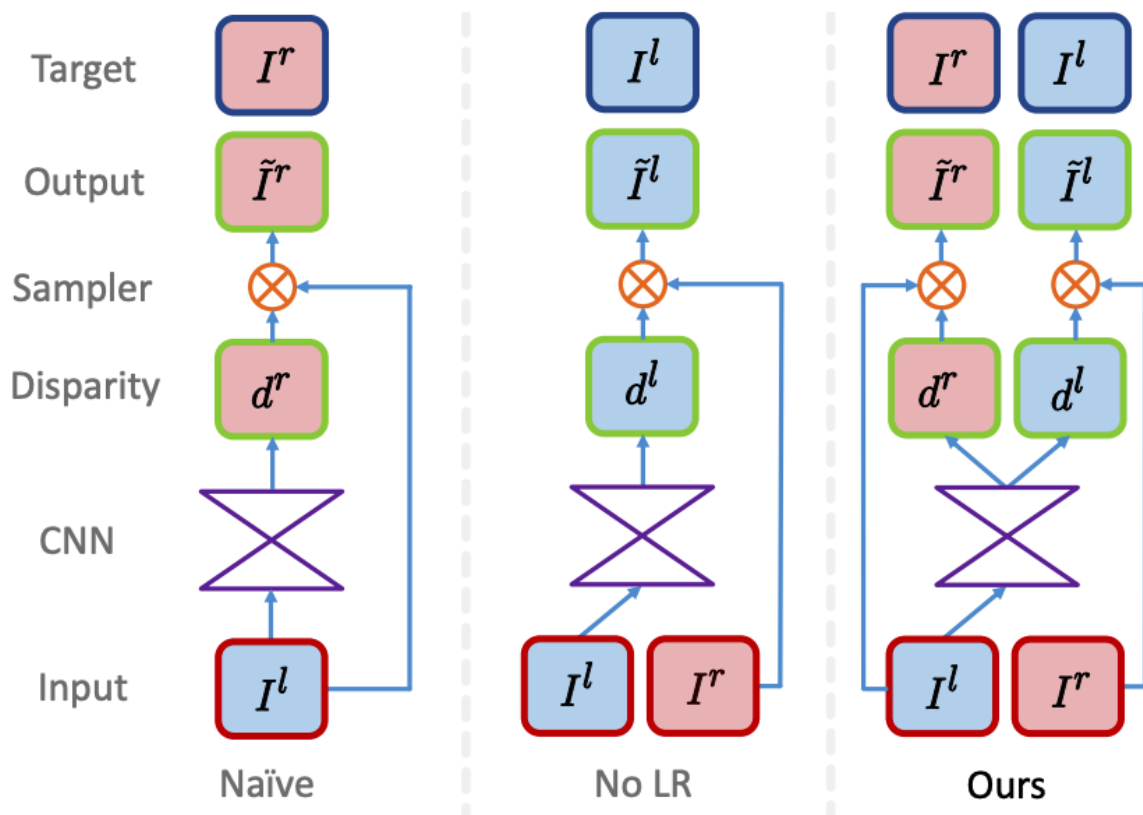 Target I^r I^l I^r I^l
Output Ĩ^r Ĩ^l Ĩ^r Ĩ^l
Sampler
Disparity d^r d^l d^r d^l
CNN
Input I^l I^l I^r I^l I^r
Naïve No LR Ours